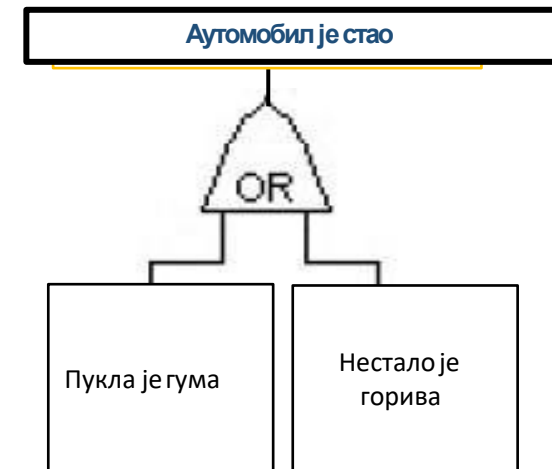 Аутомобил је стао
OR
Пукла је гума
Нестало је
горива